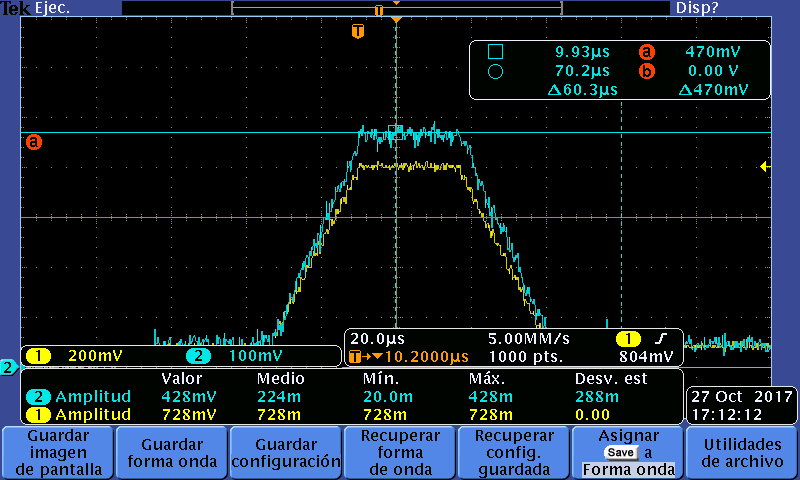 Tek Ejec. Disp?
T
T
9.93µs a 470mV
70.2µs b 0.00 V
Δ60.3µs Δ470mV
a
2
1 200mV 2 100mV
20.0µs 5.00MM/s 1
T→▼10.2000µs 1000 pts. 804mV
Valor Medio Mín. Máx. Desv. est
2 Amplitud 428mV 224m 20.0m 428m 288m
1 Amplitud 728mV 728m 728m 728m 0.00
27 Oct 2017
17:12:12
Guardar imagen de pantalla
Guardar forma onda
Guardar configuración
Recuperar forma de onda
Recuperar config. guardada
Asignar Save a Forma onda
Utilidades de archivo